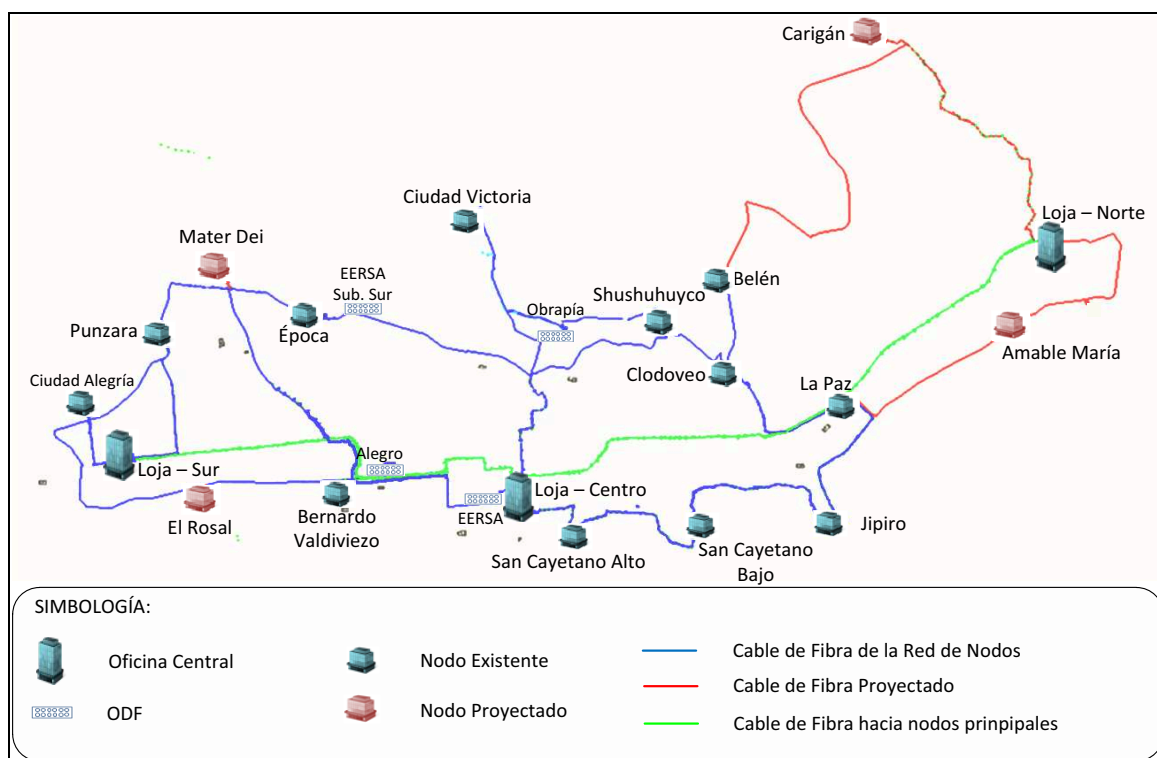 Carigán
Ciudad Victoria
Loja – Norte
Mater Dei
EERSA
Sub. Sur
Belén
Shushuhuyco
Obrapía
Punzara
Época
Amable María
Clodoveo
La Paz
Ciudad Alegría
Alegro
Loja – Sur
Loja – Centro
El Rosal
Bernardo
Valdiviezo
EERSA
San Cayetano Alto
San Cayetano
Bajo
Jipiro
SIMBOLOGÍA:
Oficina Central
Nodo Existente
Cable de Fibra de la Red de Nodos
ODF
Nodo Proyectado
Cable de Fibra Proyectado
Cable de Fibra hacia nodos prinpipales